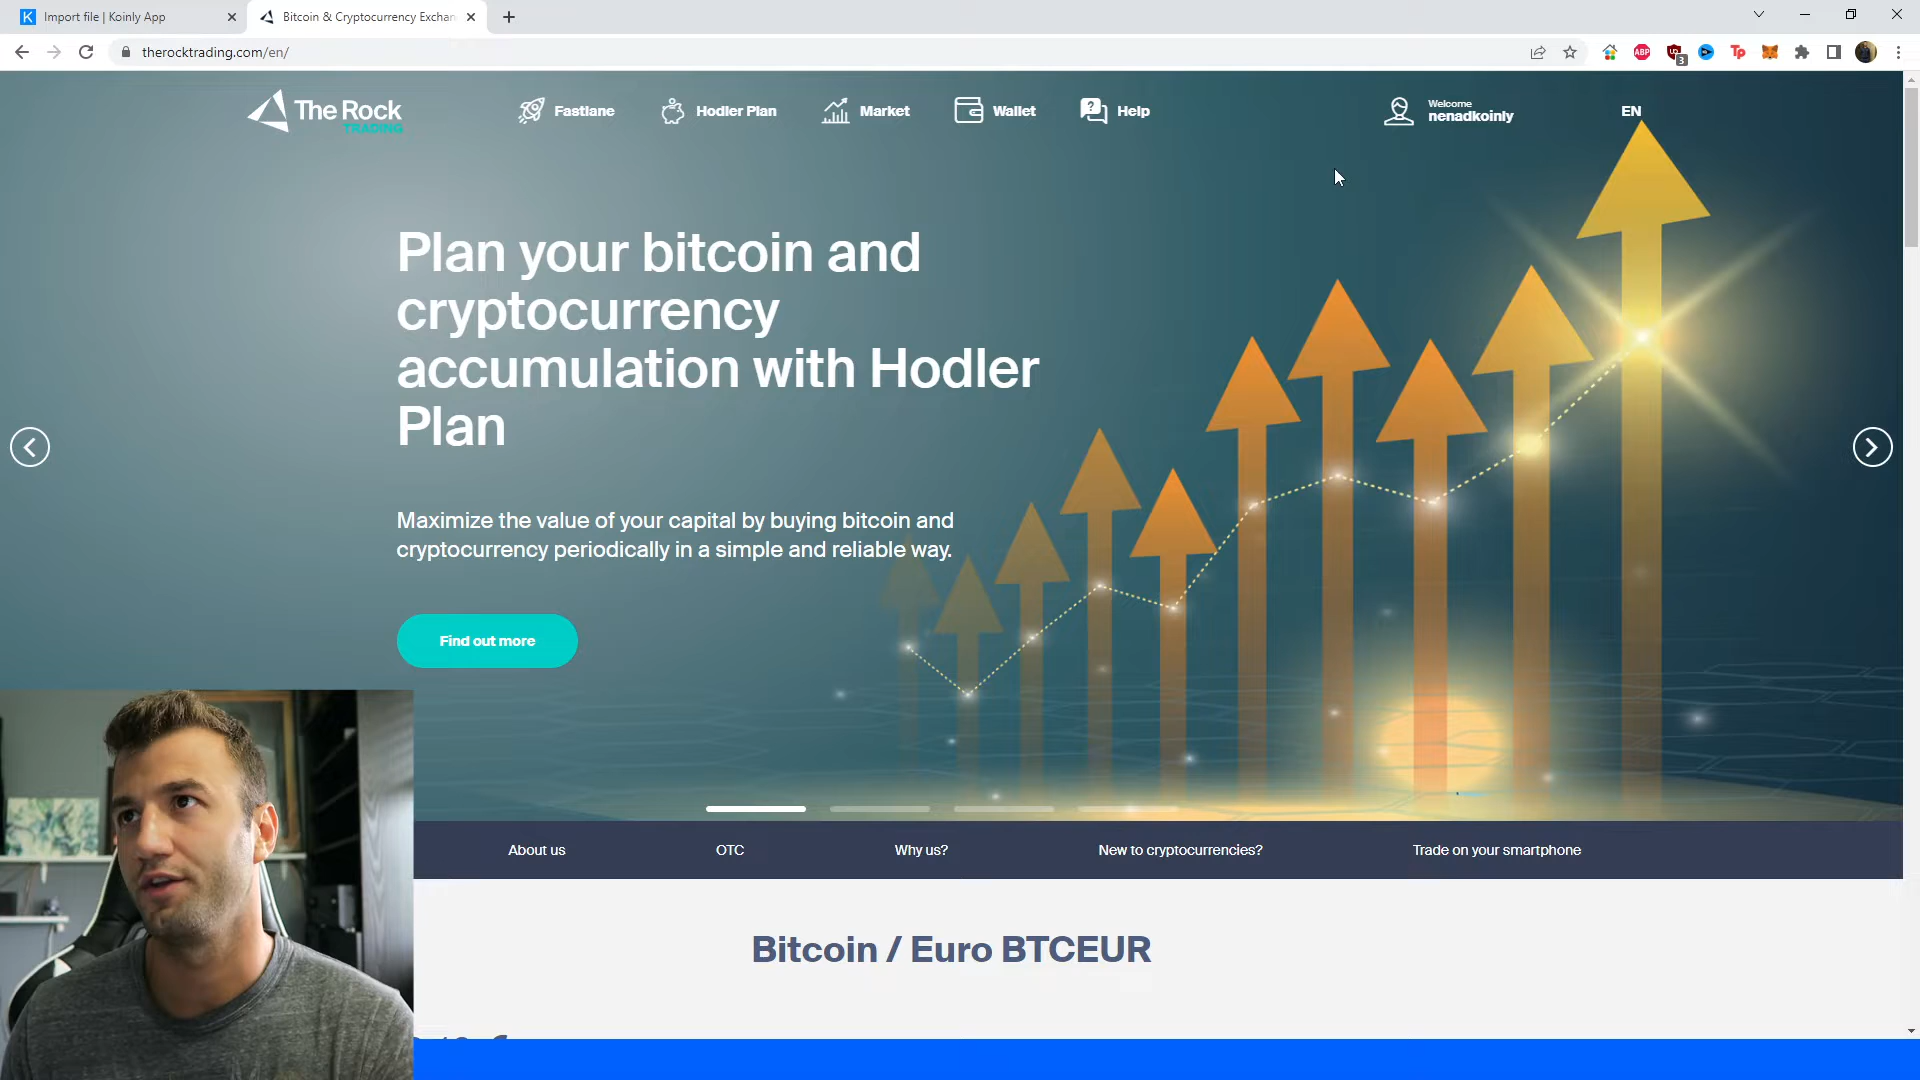 Import file | Koinly App
Bitcoin & Cryptocurrency Exchan
therocktrading.com/en/
ABP
3
Tp
The Rock
TRADING
Fastlane
Hodler Plan
Market
Wallet
Help
Welcome
nenadkoinly
EN
Plan your bitcoin and
cryptocurrency
accumulation with Hodler
Plan
Maximize the value of your capital by buying bitcoin and
cryptocurrency periodically in a simple and reliable way.
Find out more
About us
OTC
Why us?
New to cryptocurrencies?
Trade on your smartphone
Bitcoin / Euro BTCEUR